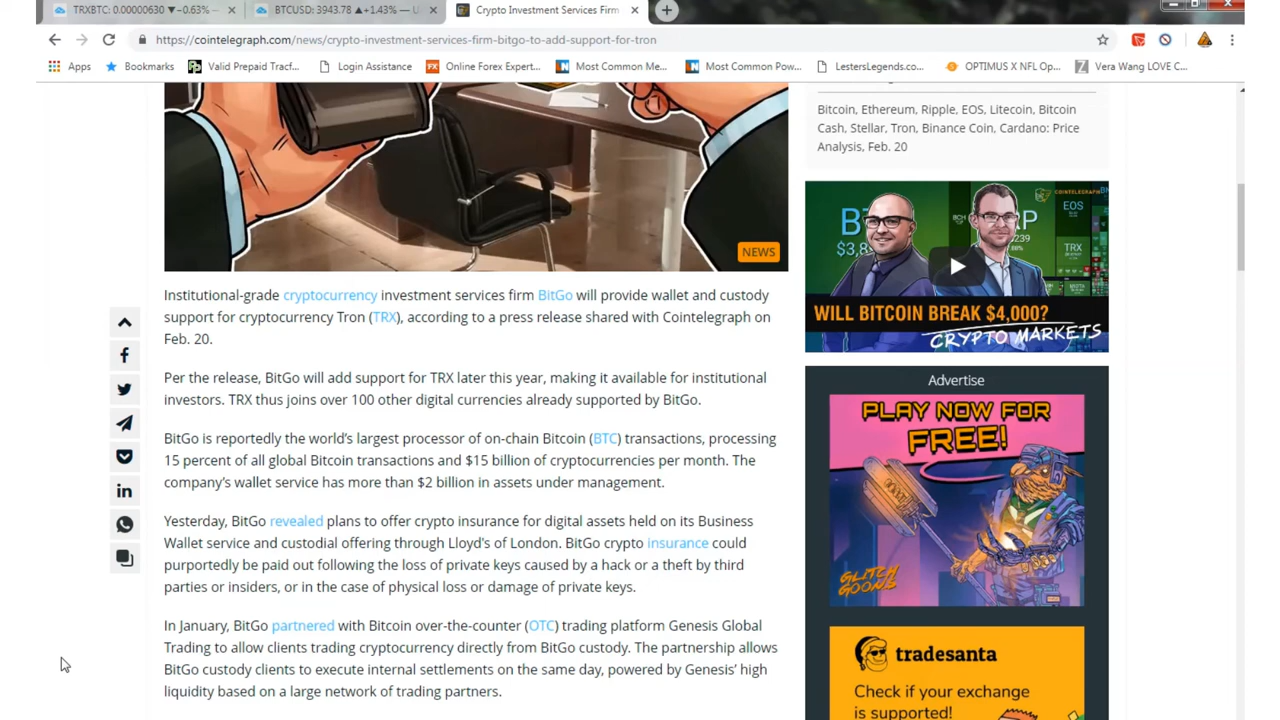 TRXBTC: 0.00000630 ▼−0.63% —
BTCUSD: 3943.78 ▲+1.43% — U
Crypto Investment Services Firm
https://cointelegraph.com/news/crypto-investment-services-firm-bitgo-to-add-support-for-tron
Apps
Bookmarks
Valid Prepaid Tracf...
Login Assistance
FX
Online Forex Expert...
Most Common Me...
Most Common Pow...
LestersLegends.co...
OPTIMUS X NFL Op...
Vera Wang LOVE C...
NEWS
Institutional-grade cryptocurrency investment services firm BitGo will provide wallet and custody
support for cryptocurrency Tron (TRX), according to a press release shared with Cointelegraph on
Feb. 20.
Per the release, BitGo will add support for TRX later this year, making it available for institutional
investors. TRX thus joins over 100 other digital currencies already supported by BitGo.
BitGo is reportedly the world's largest processor of on-chain Bitcoin (BTC) transactions, processing
15 percent of all global Bitcoin transactions and $15 billion of cryptocurrencies per month. The
company's wallet service has more than $2 billion in assets under management.
Yesterday, BitGo revealed plans to offer crypto insurance for digital assets held on its Business
Wallet service and custodial offering through Lloyd's of London. BitGo crypto insurance could
purportedly be paid out following the loss of private keys caused by a hack or a theft by third
parties or insiders, or in the case of physical loss or damage of private keys.
In January, BitGo partnered with Bitcoin over-the-counter (OTC) trading platform Genesis Global
Trading to allow clients trading cryptocurrency directly from BitGo custody. The partnership allows
BitGo custody clients to execute internal settlements on the same day, powered by Genesis' high
liquidity based on a large network of trading partners.
Bitcoin, Ethereum, Ripple, EOS, Litecoin, Bitcoin
Cash, Stellar, Tron, Binance Coin, Cardano: Price
Analysis, Feb. 20
COINTELEGRAPH
EOS
BCH
TRX
239
$3,8
WILL BITCOIN BREAK $4,000?
CRYPTO MARKETS
Advertise
PLAY NOW FOR
FREE!
GLITCH
GOONS
tradesanta
Check if your exchange
is supported!